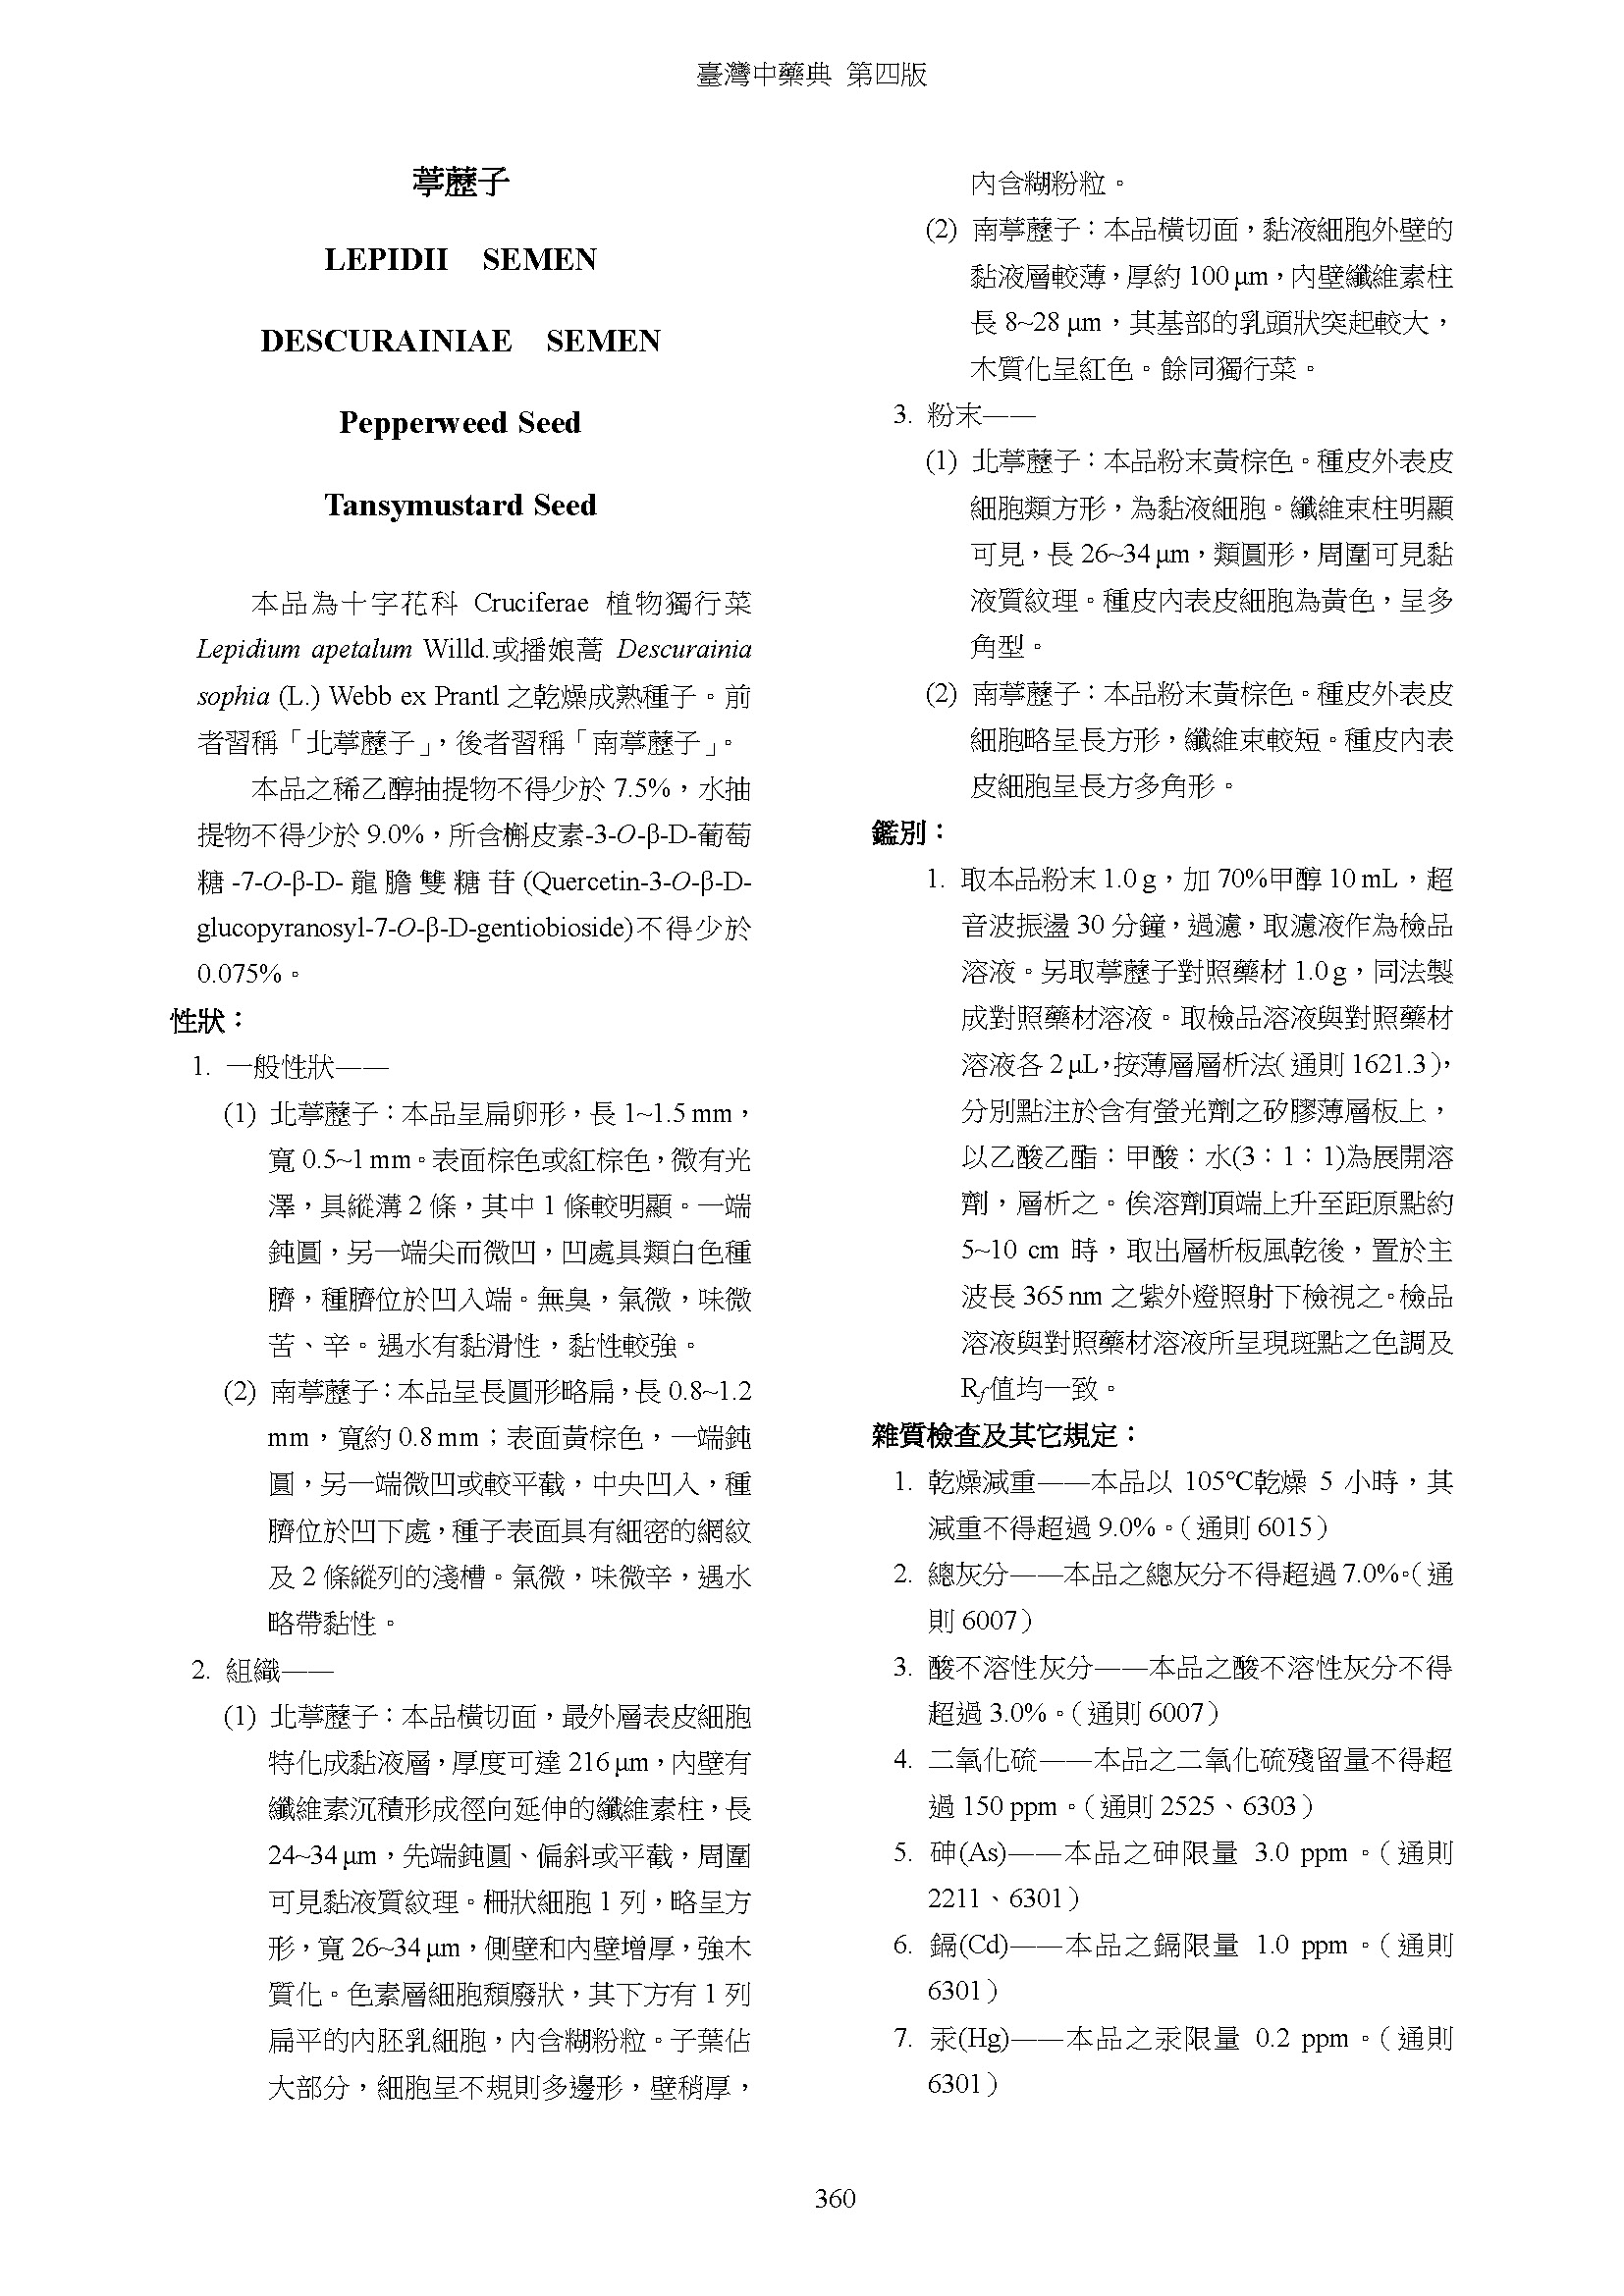 臺灣中藥典 第四版
葶藶子
LEPIDII SEMEN
DESCURAINIAE SEMEN
Pepperweed Seed
Tansymustard Seed
本品為十字花科 Cruciferae 植物獨行菜
Lepidium apetalum Willd.或播娘蒿 Descurainia
sophia (L.) Webb ex Prantl 之乾燥成熟種子。前
者習稱「北葶藶子」，後者習稱「南葶藶子」。
本品之稀乙醇抽提物不得少於 7.5%，水抽
提物不得少於 9.0%，所含槲皮素-3-O-β-D-葡萄
糖-7-O-β-D-龍膽雙糖苷(Quercetin-3-O-β-D-
glucopyranosyl-7-O-β-D-gentiobioside)不得少於
0.075%。
性狀：
1. 一般性狀——
(1) 北葶藶子：本品呈扁卵形，長 1~1.5 mm，
寬 0.5~1 mm。表面棕色或紅棕色，微有光
澤，具縱溝 2 條，其中 1 條較明顯。一端
鈍圓，另一端尖而微凹，凹處具類白色種
臍，種臍位於凹入端。無臭，氣微，味微
苦、辛。遇水有黏滑性，黏性較強。
(2) 南葶藶子：本品呈長圓形略扁，長 0.8~1.2
mm，寬約 0.8 mm；表面黃棕色，一端鈍
圓，另一端微凹或較平截，中央凹入，種
臍位於凹下處，種子表面具有細密的網紋
及 2 條縱列的淺槽。氣微，味微辛，遇水
略帶黏性。
2. 組織——
(1) 北葶藶子：本品橫切面，最外層表皮細胞
特化成黏液層，厚度可達 216 μm，內壁有
纖維素沉積形成徑向延伸的纖維素柱，長
24~34 μm，先端鈍圓、偏斜或平截，周圍
可見黏液質紋理。柵狀細胞 1 列，略呈方
形，寬 26~34 μm，側壁和內壁增厚，強木
質化。色素層細胞頹廢狀，其下方有 1 列
扁平的內胚乳細胞，內含糊粉粒。子葉佔
大部分，細胞呈不規則多邊形，壁稍厚，
內含糊粉粒。
(2) 南葶藶子：本品橫切面，黏液細胞外壁的
黏液層較薄，厚約 100 μm，內壁纖維素柱
長 8~28 μm，其基部的乳頭狀突起較大，
木質化呈紅色。餘同獨行菜。
3. 粉末——
(1) 北葶藶子：本品粉末黃棕色。種皮外表皮
細胞類方形，為黏液細胞。纖維束柱明顯
可見，長 26~34 μm，類圓形，周圍可見黏
液質紋理。種皮內表皮細胞為黃色，呈多
角型。
(2) 南葶藶子：本品粉末黃棕色。種皮外表皮
細胞略呈長方形，纖維束較短。種皮內表
皮細胞呈長方多角形。
鑑別：
1. 取本品粉末 1.0 g，加 70%甲醇 10 mL，超
音波振盪 30 分鐘，過濾，取濾液作為檢品
溶液。另取葶藶子對照藥材 1.0 g，同法製
成對照藥材溶液。取檢品溶液與對照藥材
溶液各 2 μL，按薄層層析法（通則 1621.3），
分別點注於含有螢光劑之矽膠薄層板上，
以乙酸乙酯：甲酸：水(3：1：1)為展開溶
劑，層析之。俟溶劑頂端上升至距原點約
5~10 cm 時，取出層析板風乾後，置於主
波長 365 nm 之紫外燈照射下檢視之。檢品
溶液與對照藥材溶液所呈現斑點之色調及
Rf值均一致。
雜質檢查及其它規定：
1. 乾燥減重——本品以 105℃乾燥 5 小時，其
減重不得超過 9.0%。（通則 6015）
2. 總灰分——本品之總灰分不得超過 7.0%。（通
則 6007）
3. 酸不溶性灰分——本品之酸不溶性灰分不得
超過 3.0%。（通則 6007）
4. 二氧化硫——本品之二氧化硫殘留量不得超
過 150 ppm。（通則 2525、6303）
5. 砷(As)——本品之砷限量 3.0 ppm。（通則
2211、6301）
6. 鎘(Cd)——本品之鎘限量 1.0 ppm。（通則
6301）
7. 汞(Hg)——本品之汞限量 0.2 ppm。（通則
6301）
360